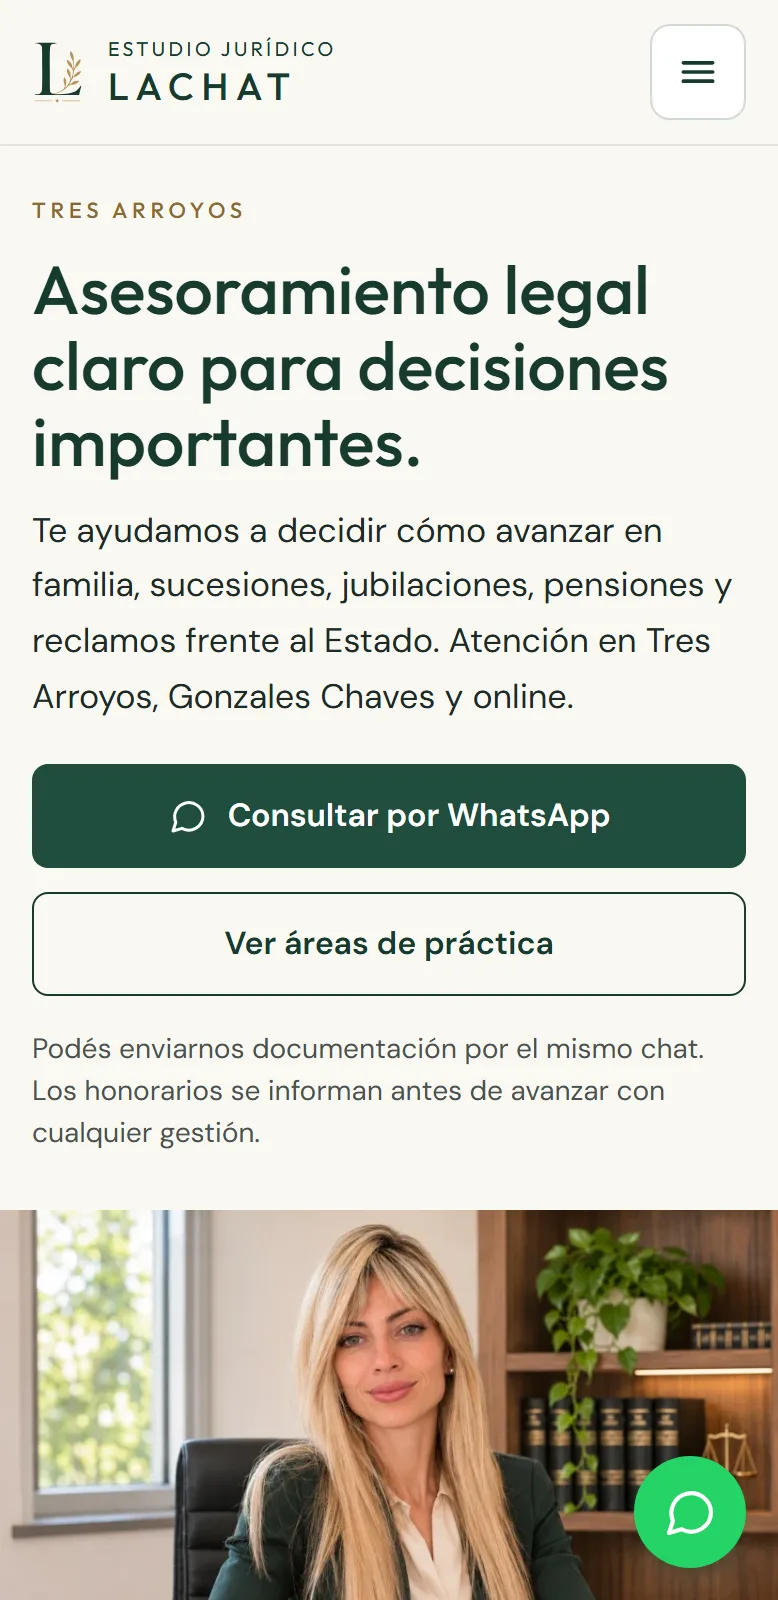 L
ESTUDIO JURÍDICO
LACHAT
TRES ARROYOS
Asesoramiento legal
claro para decisiones
importantes.
Te ayudamos a decidir cómo avanzar en
familia, sucesiones, jubilaciones, pensiones y
reclamos frente al Estado. Atención en Tres
Arroyos, Gonzales Chaves y online.
Consultar por WhatsApp
Ver áreas de práctica
Podés enviarnos documentación por el mismo chat.
Los honorarios se informan antes de avanzar con
cualquier gestión.